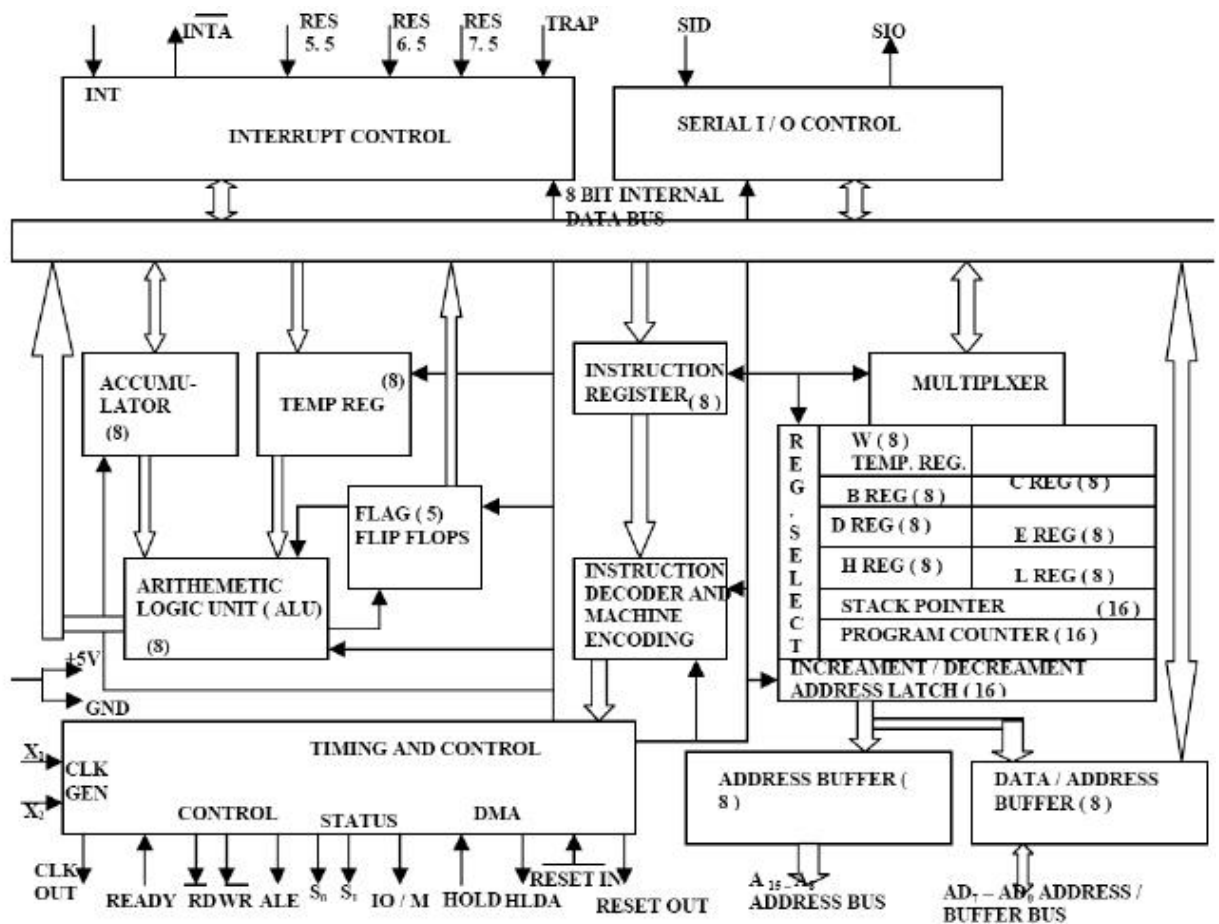 INTA
RES
5. 5
RES
6. 5
RES
7. 5
TRAP
SID
SIO
INT
INTERRUPT CONTROL
SERIAL I / O CONTROL
8 BIT INTERNAL
DATA BUS
ACCUMU-
LATOR
(8)
(8)
TEMP REG
INSTRUCTION
REGISTER ( 8 )
MULTIPLXER
REG. SELECT
W ( 8 )
TEMP. REG.
B REG ( 8 )
C REG ( 8 )
D REG ( 8 )
E REG ( 8 )
H REG ( 8 )
L REG ( 8 )
STACK POINTER ( 16 )
PROGRAM COUNTER ( 16 )
INCREAMENT / DECREAMENT
ADDRESS LATCH ( 16 )
FLAG ( 5 )
FLIP FLOPS
ARITHEMETIC
LOGIC UNIT ( ALU)
(8)
INSTRUCTION
DECODER AND
MACHINE
ENCODING
+5V
GND
TIMING AND CONTROL
X₂
CLK
GEN
CONTROL
STATUS
DMA
ADDRESS BUFFER (
8 )
DATA / ADDRESS
BUFFER ( 8 )
CLK
OUT
READY
RD
WR
ALE
S₀
S₁
IO / M
HOLD
HLDA
RESET IN
RESET OUT
A ₁₅ – A₈
ADDRESS BUS
AD₇ – AD₀ ADDRESS /
BUFFER BUS